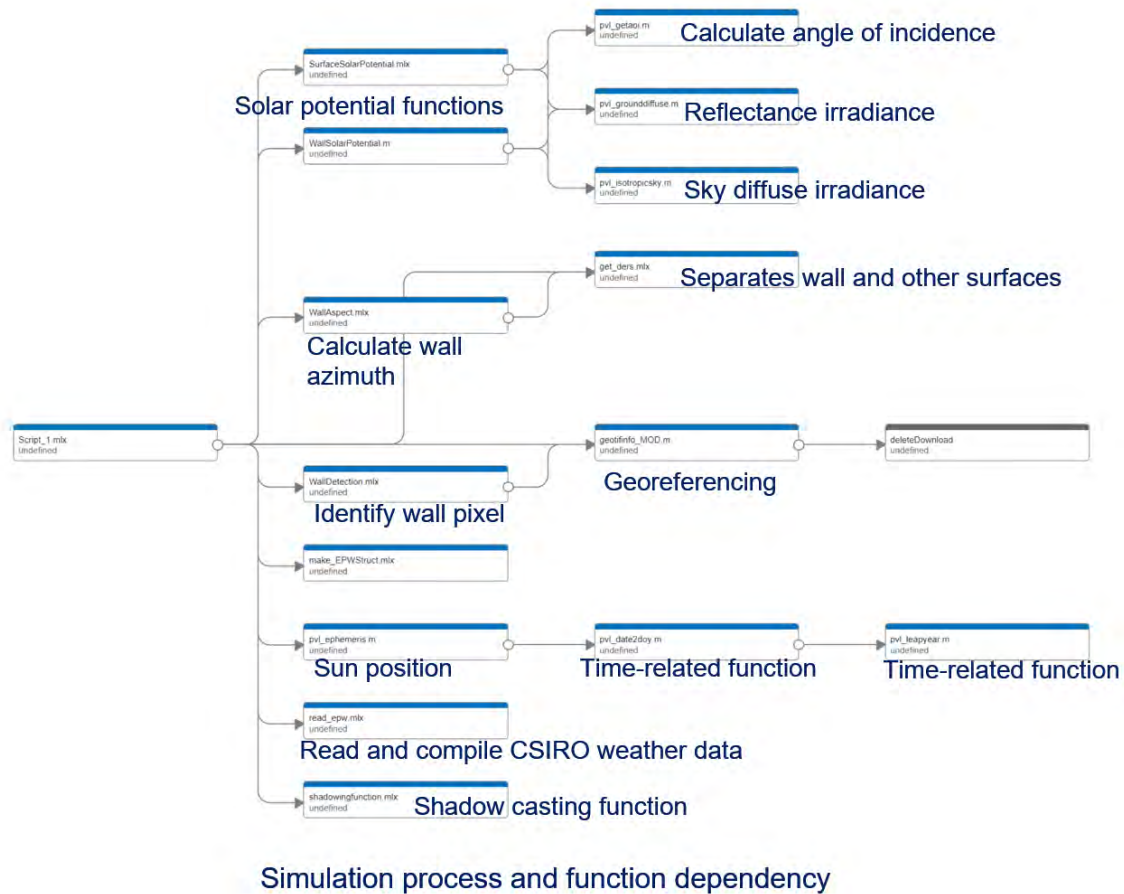 pvl_getaoi.m
undefined
Calculate angle of incidence
SurfaceSolarPotential.mlx
undefined
Solar potential functions
pvl_grounddiffuse.m
undefined
Reflectance irradiance
WallSolarPotential.m
undefined
pvl_isotropicsky.m
undefined
Sky diffuse irradiance
get_ders.mlx
undefined
Separates wall and other surfaces
WallAspect.mlx
undefined
Calculate wall
azimuth
Script_1.mlx
undefined
geotifinfo_MOD.m
undefined
Georeferencing
deleteDownload
undefined
WallDetection.mlx
undefined
Identify wall pixel
make_EPWStruct.mlx
undefined
pvl_ephemeris.m
undefined
Sun position
pvl_date2doy.m
undefined
Time-related function
pvl_leapyear.m
undefined
Time-related function
read_epw.mlx
undefined
Read and compile CSIRO weather data
shadowingfunction.mlx
undefined
Shadow casting function
Simulation process and function dependency